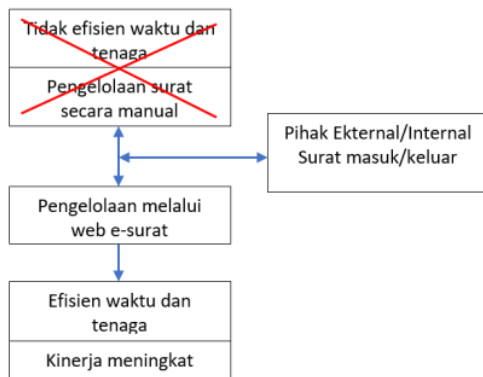 Tidak efisien waktu dan
tenaga
Pengelolaan surat
secara manual
Pihak Ekternal/Internal
Surat masuk/keluar
Pengelolaan melalui
web e-surat
Efisien waktu dan
tenaga
Kinerja meningkat